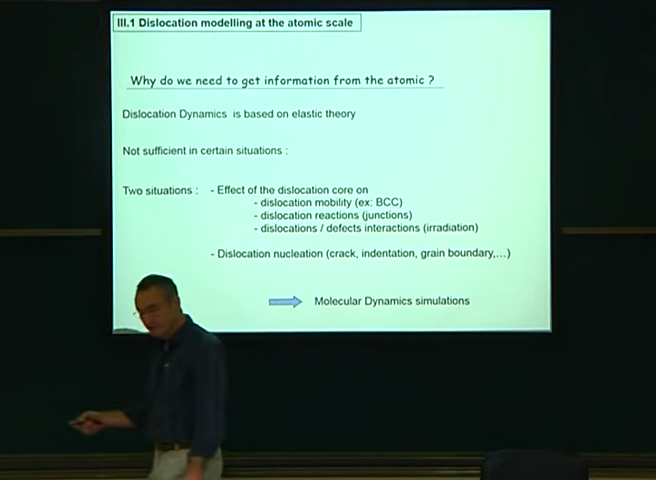 III.1 Dislocation modelling at the atomic scale
Why do we need to get information from the atomic ?
Dislocation Dynamics is based on elastic theory
Not sufficient in certain situations :
Two situations : - Effect of the dislocation core on
- dislocation mobility (ex: BCC)
- dislocation reactions (junctions)
- dislocations / defects interactions (irradiation)
- Dislocation nucleation (crack, indentation, grain boundary,...)
Molecular Dynamics simulations